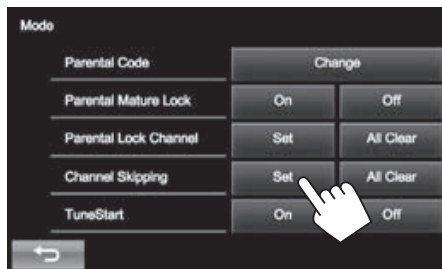 Mode
Parental Code Change
Parental Mature Lock On Off
Parental Lock Channel Set All Clear
Channel Skipping Set All Clear
TuneStart On Off